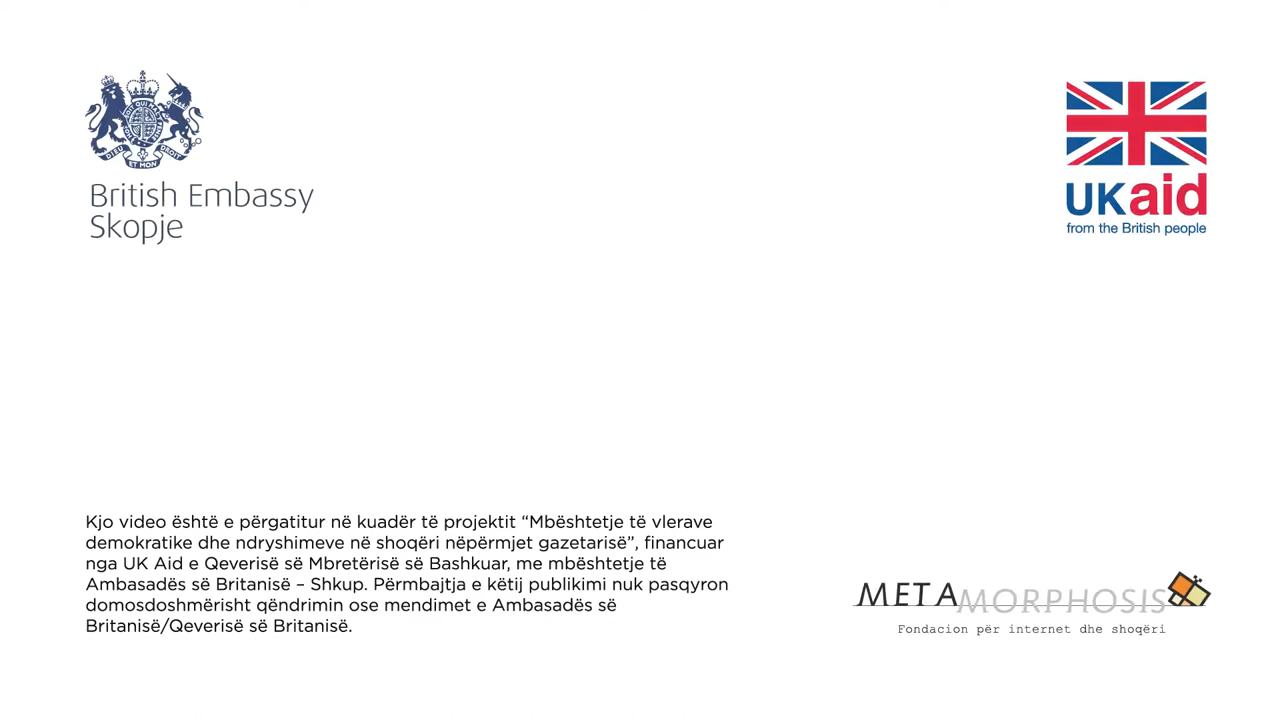 British Embassy
Skopje
UKaid
from the British people
Kjo video është e përgatitur në kuadër të projektit “Mbështetje të vlerave
demokratike dhe ndryshimeve në shoqëri nëpërmjet gazetarisë”, financuar
nga UK Aid e Qeverisë së Mbretërisë së Bashkuar, me mbështetje të
Ambasadës së Britanisë – Shkup. Përmbajtja e këtij publikimi nuk pasqyron
domosdoshmërisht qëndrimin ose mendimet e Ambasadës së
Britanisë/Qeverisë së Britanisë.
METAMORPHOSIS
Fondacion për internet dhe shoqëri